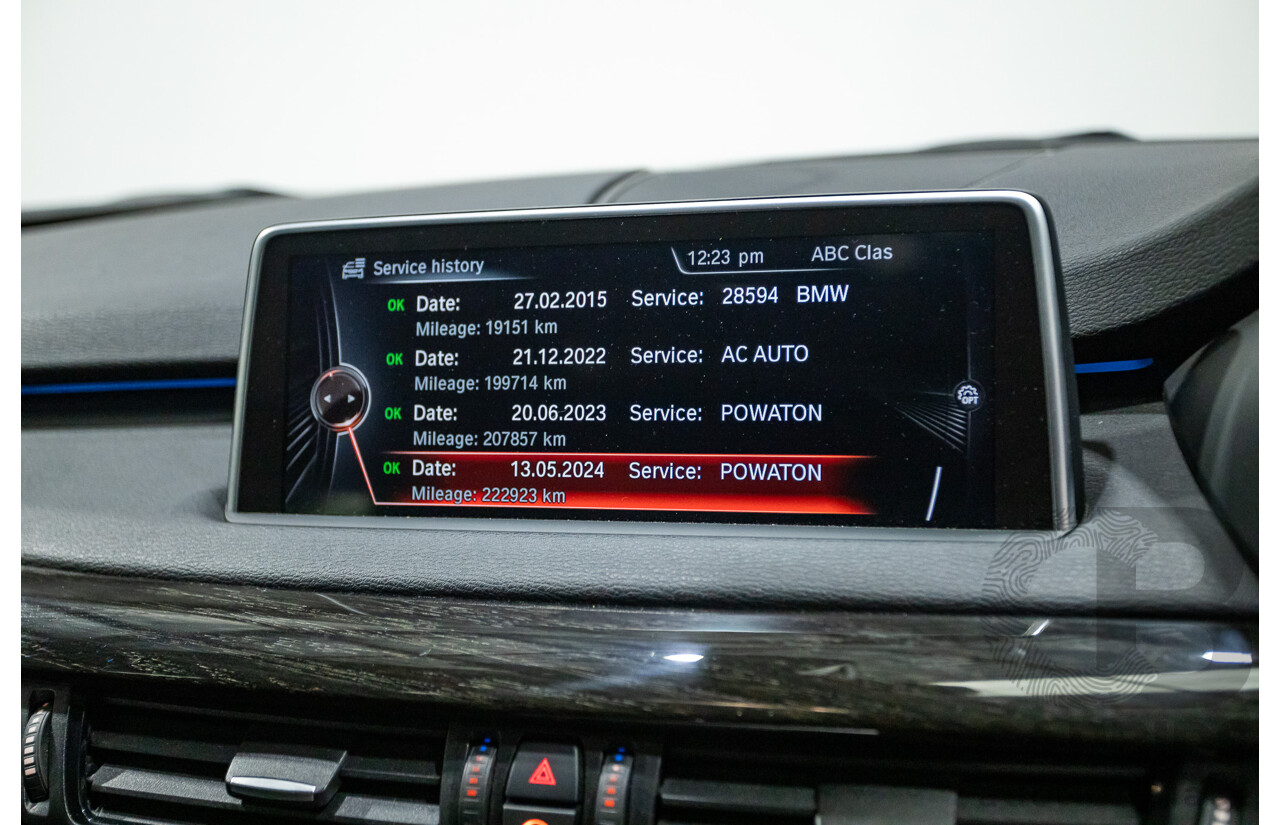 Service history
12:23 pm
ABC Clas
OK Date: 27.02.2015 Service: 28594 BMW
Mileage: 19151 km
OK Date: 21.12.2022 Service: AC AUTO
Mileage: 199714 km
OK Date: 20.06.2023 Service: POWATON
Mileage: 207857 km
OK Date: 13.05.2024 Service: POWATON
Mileage: 222923 km
OPT